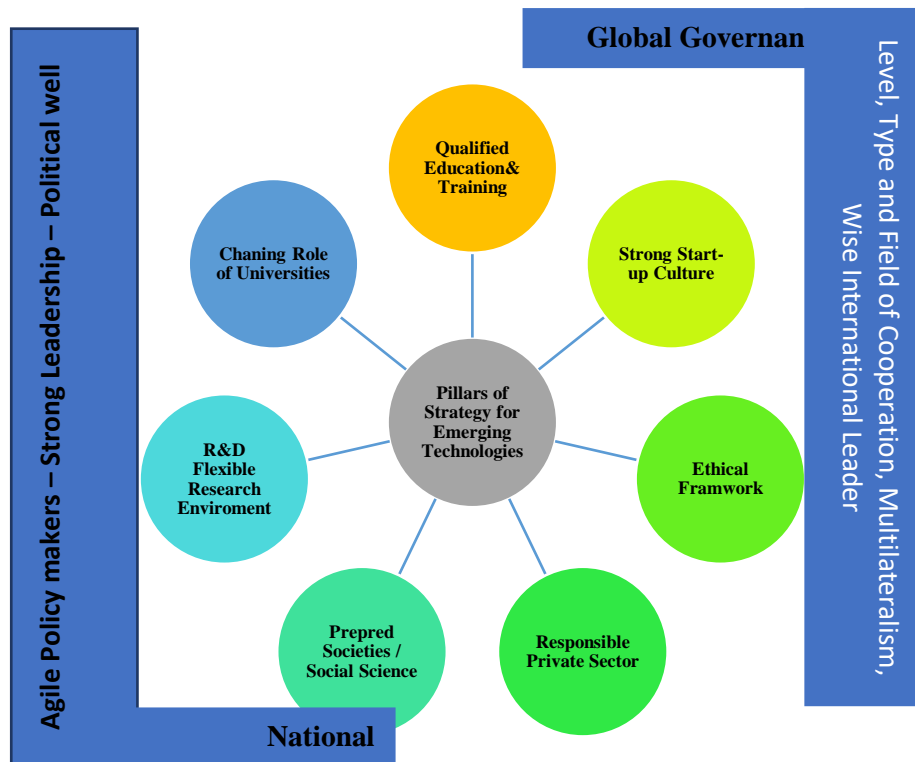 Global Governan
Agile Policy makers – Strong Leadership – Political well
Level, Type and Field of Cooperation, Multilateralism,
Wise International Leader
Qualified
Education&
Training
Chaning Role
of Universities
Strong Start-
up Culture
Pillars of
Strategy for
Emerging
Technologies
R&D
Flexible
Research
Enviroment
Ethical
Framwork
Prepred
Societies /
Social Science
Responsible
Private Sector
National